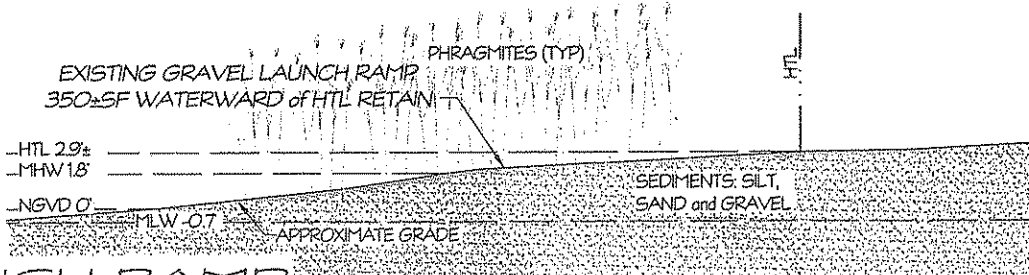 PHRAGMITES (TYP)
HTL
EXISTING GRAVEL LAUNCH RAMP
350±SF WATERWARD of HTL RETAIN
HTL 2.9'±
MHW 1.8'
NGVD 0'
MLW -0.7
APPROXIMATE GRADE
SEDIMENTS: SILT,
SAND and GRAVEL
RAMP